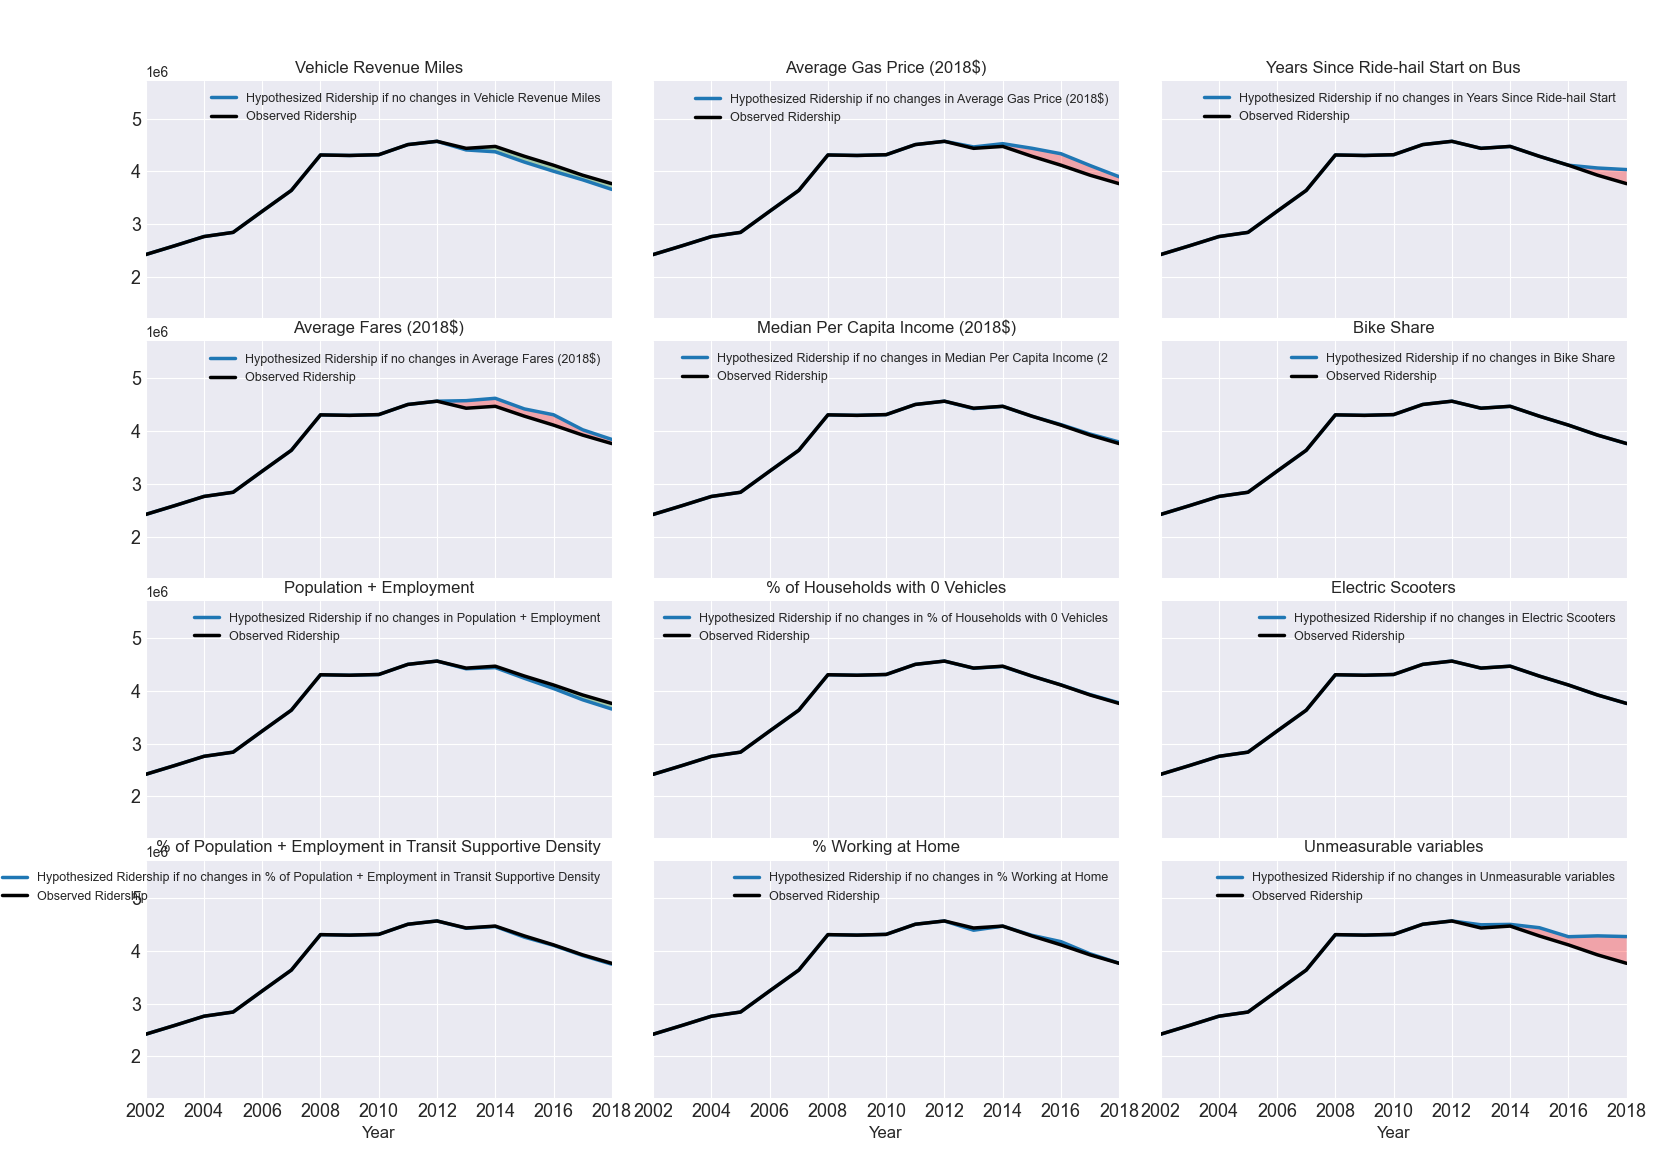 1e6
Vehicle Revenue Miles
Hypothesized Ridership if no changes in Vehicle Revenue Miles
Observed Ridership
5
4
3
2
Average Gas Price (2018$)
Hypothesized Ridership if no changes in Average Gas Price (2018$)
Observed Ridership
Years Since Ride-hail Start on Bus
Hypothesized Ridership if no changes in Years Since Ride-hail Start
Observed Ridership
1e6
Average Fares (2018$)
Hypothesized Ridership if no changes in Average Fares (2018$)
Observed Ridership
5
4
3
2
Median Per Capita Income (2018$)
Hypothesized Ridership if no changes in Median Per Capita Income (2
Observed Ridership
Bike Share
Hypothesized Ridership if no changes in Bike Share
Observed Ridership
1e6
Population + Employment
Hypothesized Ridership if no changes in Population + Employment
Observed Ridership
5
4
3
2
% of Households with 0 Vehicles
Hypothesized Ridership if no changes in % of Households with 0 Vehicles
Observed Ridership
Electric Scooters
Hypothesized Ridership if no changes in Electric Scooters
Observed Ridership
1e6
% of Population + Employment in Transit Supportive Density
Hypothesized Ridership if no changes in % of Population + Employment in Transit Supportive Density
Observed Ridership
5
4
3
2
2002 2004 2006 2008 2010 2012 2014 2016 2018
Year
% Working at Home
Hypothesized Ridership if no changes in % Working at Home
Observed Ridership
2002 2004 2006 2008 2010 2012 2014 2016 2018
Year
Unmeasurable variables
Hypothesized Ridership if no changes in Unmeasurable variables
Observed Ridership
2002 2004 2006 2008 2010 2012 2014 2016 2018
Year